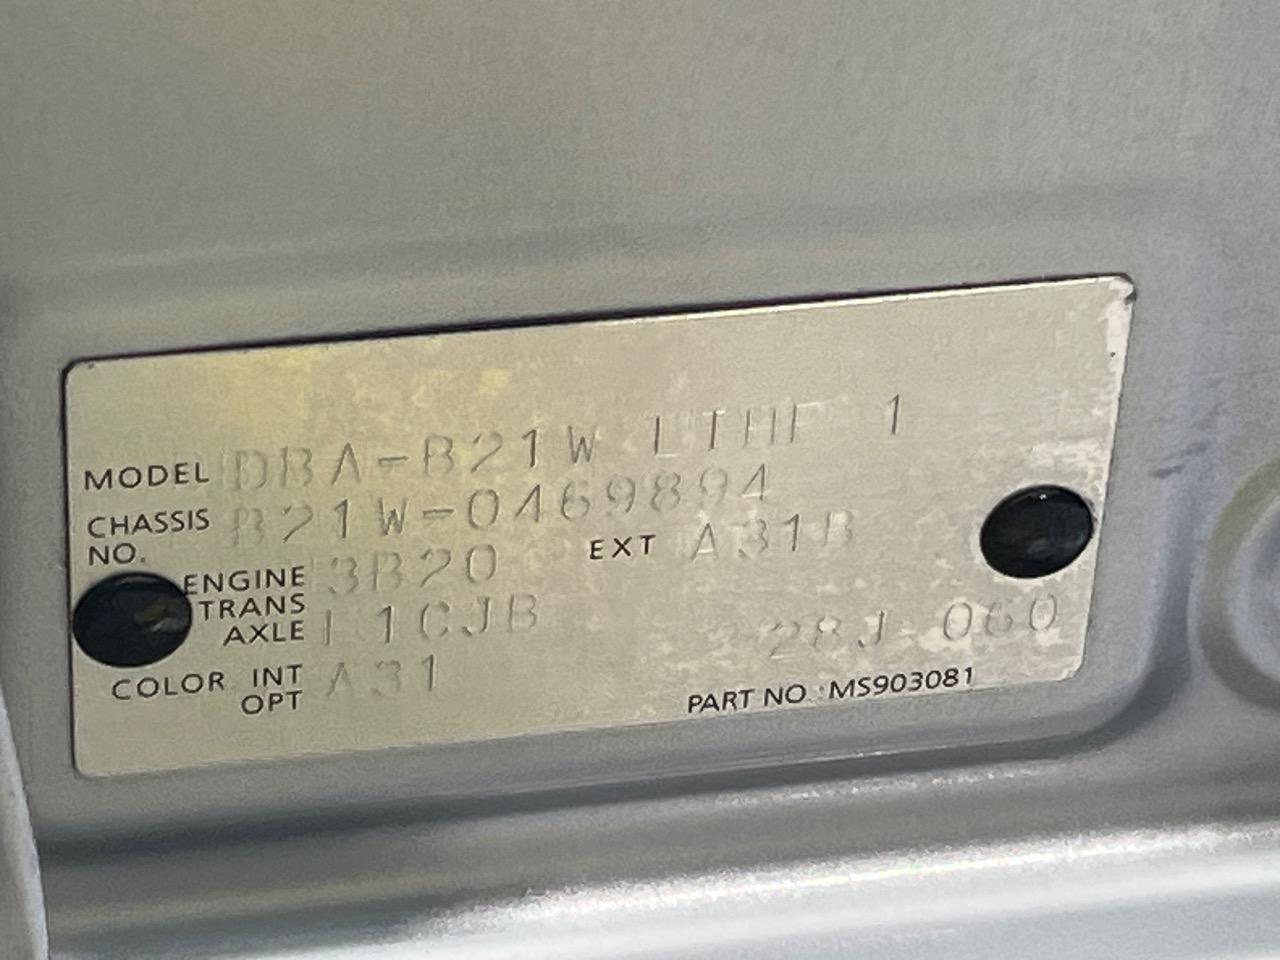 MODEL DBA-B21W LTHF 1
CHASSIS NO. B21W-0469894
ENGINE 3B20 EXT A31B
TRANS AXLE F1CJB
COLOR INT OPT A31 28J 060
PART NO. MS903081